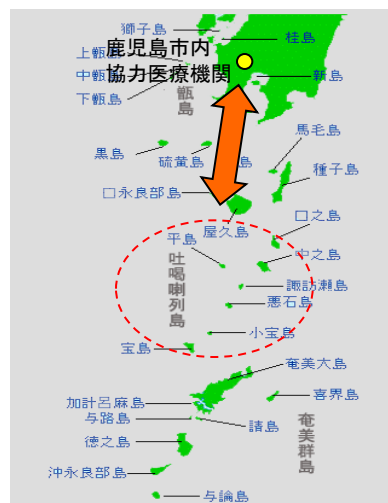 獅子島
桂島
鹿児島市内
協力医療機関
上甑島
中甑島
下甑島
甑島
新島
馬毛島
黒島
硫黄島
島
種子島
口永良部島
屋久島
口之島
平島
中之島
吐喝喇列島
諏訪瀬島
悪石島
小宝島
宝島
奄美大島
加計呂麻島
喜界島
与路島
請島
奄美群島
徳之島
沖永良部島
与論島